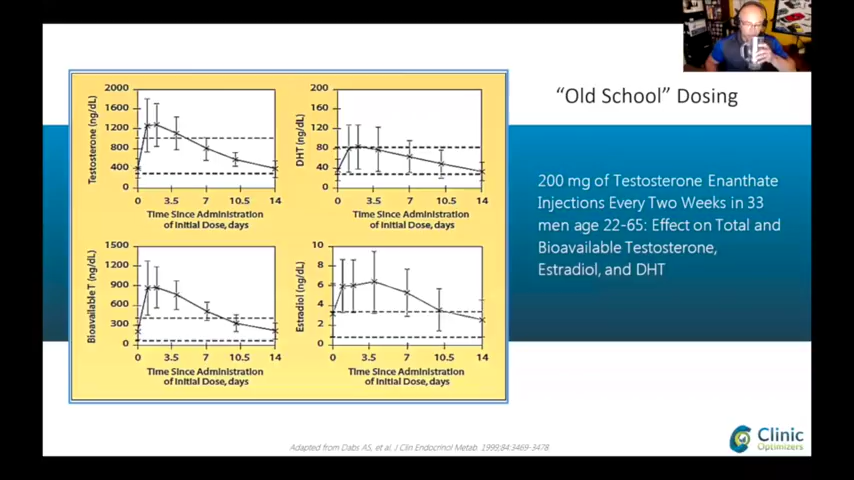 "Old School" Dosing
200 mg of Testosterone Enanthate
Injections Every Two Weeks in 33
men age 22-65: Effect on Total and
Bioavailable Testosterone,
Estradiol, and DHT
Testosterone (ng/dL)
2000
1600
1200
800
400
0
0 3.5 7 10.5 14
Time Since Administration
of Initial Dose, days
DHT (ng/dL)
200
160
120
80
40
0
0 3.5 7 10.5 14
Time Since Administration
of Initial Dose, days
Bioavailable T (ng/dL)
1500
1200
900
600
300
0
0 3.5 7 10.5 14
Time Since Administration
of Initial Dose, days
Estradiol (ng/dL)
10
8
6
4
2
0
0 3.5 7 10.5 14
Time Since Administration
of Initial Dose, days
Adapted from Dabs AS, et al. J Clin Endocrinol Metab. 1999;84:3469-3478
Clinic
Optimizers